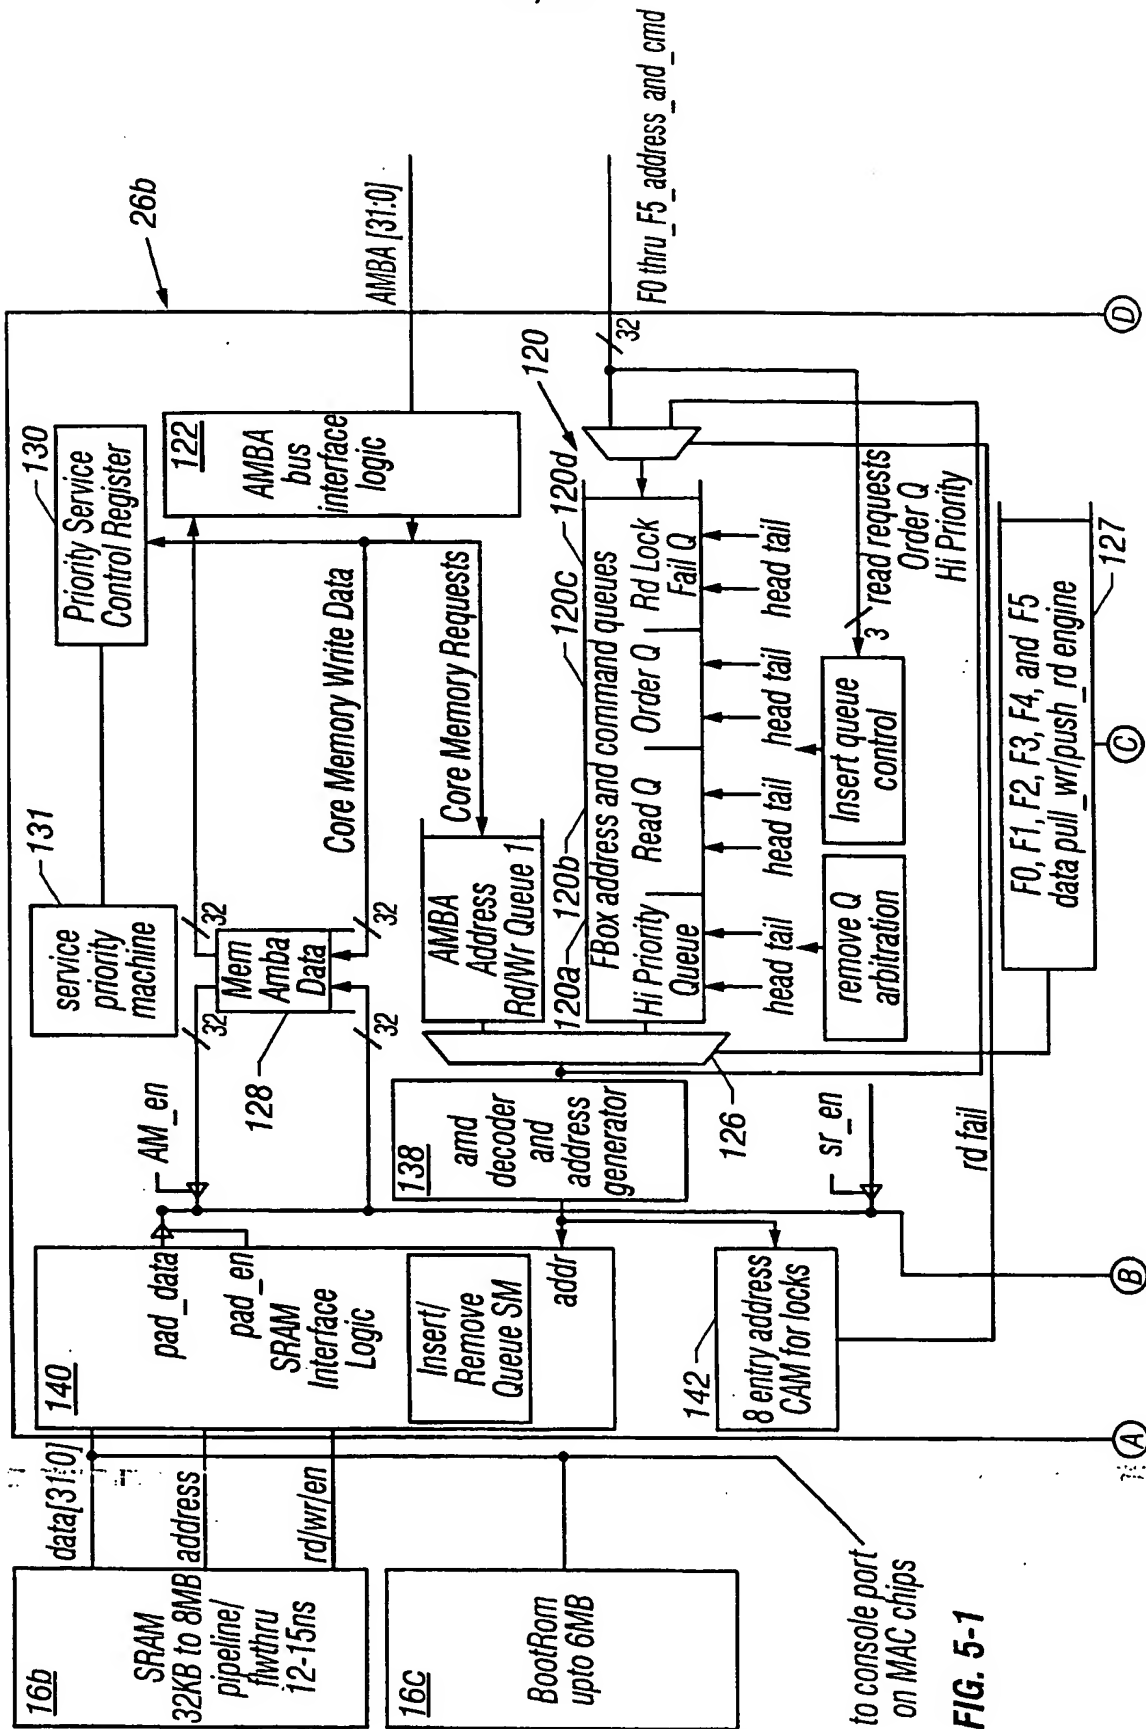 26b
AMBA [31:0]
F0 thru_F5_address_and_cmd
32
130
Priority Service
Control Register
122
AMBA
bus
interface
logic
131
service
priority
machine
Core Memory Write Data
Core Memory Requests
32
32
Mem
Amba
Data
32
32
128
AM_en
AMBA
Address
Rd/Wr Queue 1
120
120a
120b
120c
120d
FBox address and command queues
Hi Priority
Queue
Read Q
Order Q
Rd Lock
Fail Q
head tail
head tail
head tail
head tail
remove Q
arbitration
Insert queue
control
3
read requests
Order Q
Hi Priority
F0, F1, F2, F3, F4, and F5
data pull_wr/push_rd engine
127
C
D
126
138
amd
decoder
and
address
generator
sr_en
rd fail
140
pad_data
pad_en
SRAM
Interface
Logic
Insert/
Remove
Queue SM
addr
142
8 entry address
CAM for locks
B
A
data[31:0]
address
rd/wr/en
16b
SRAM
32KB to 8MB
pipeline/
flwthru
12-15ns
16c
BootRom
upto 6MB
to console port
on MAC chips
FIG. 5-1